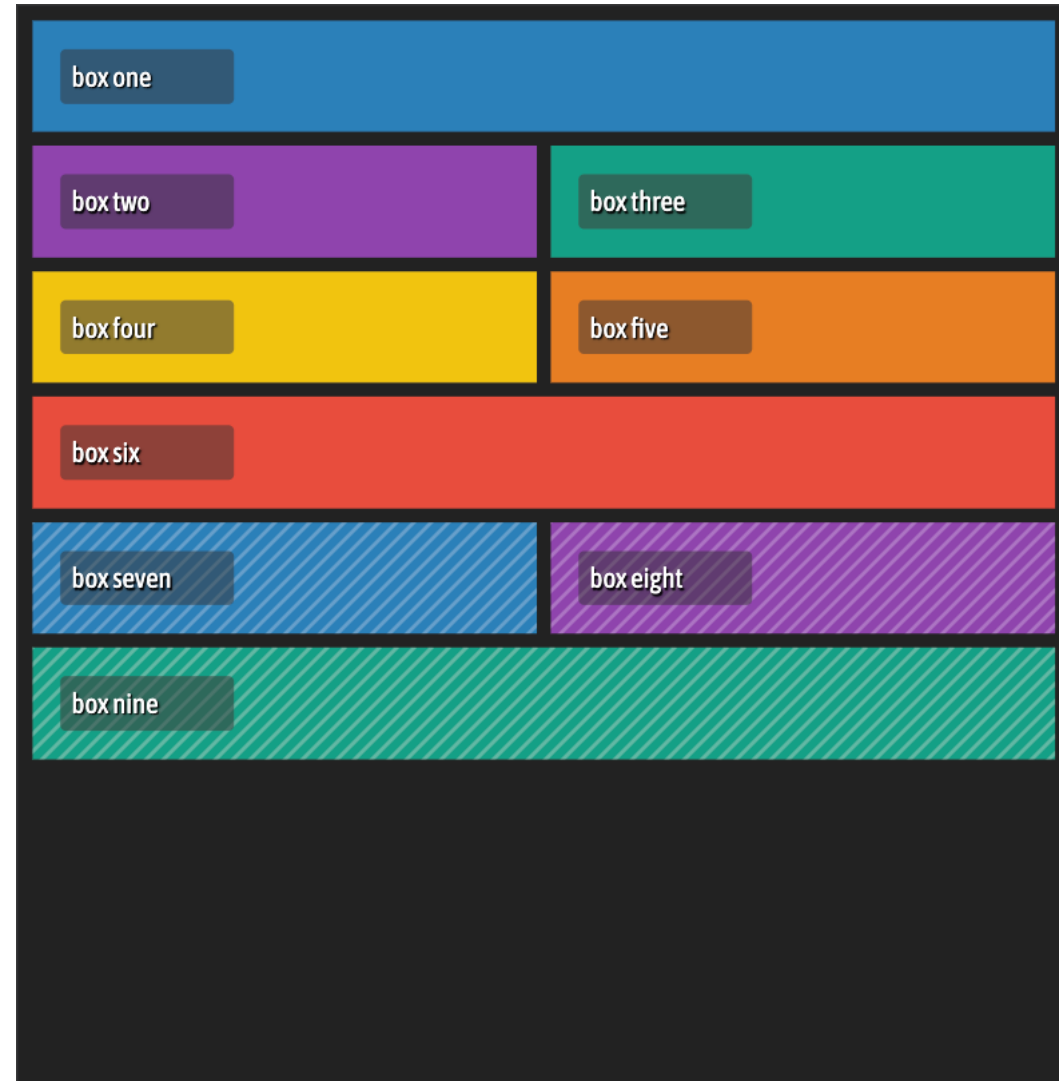 box one
box two
box three
box four
box five
box six
box seven
box eight
box nine